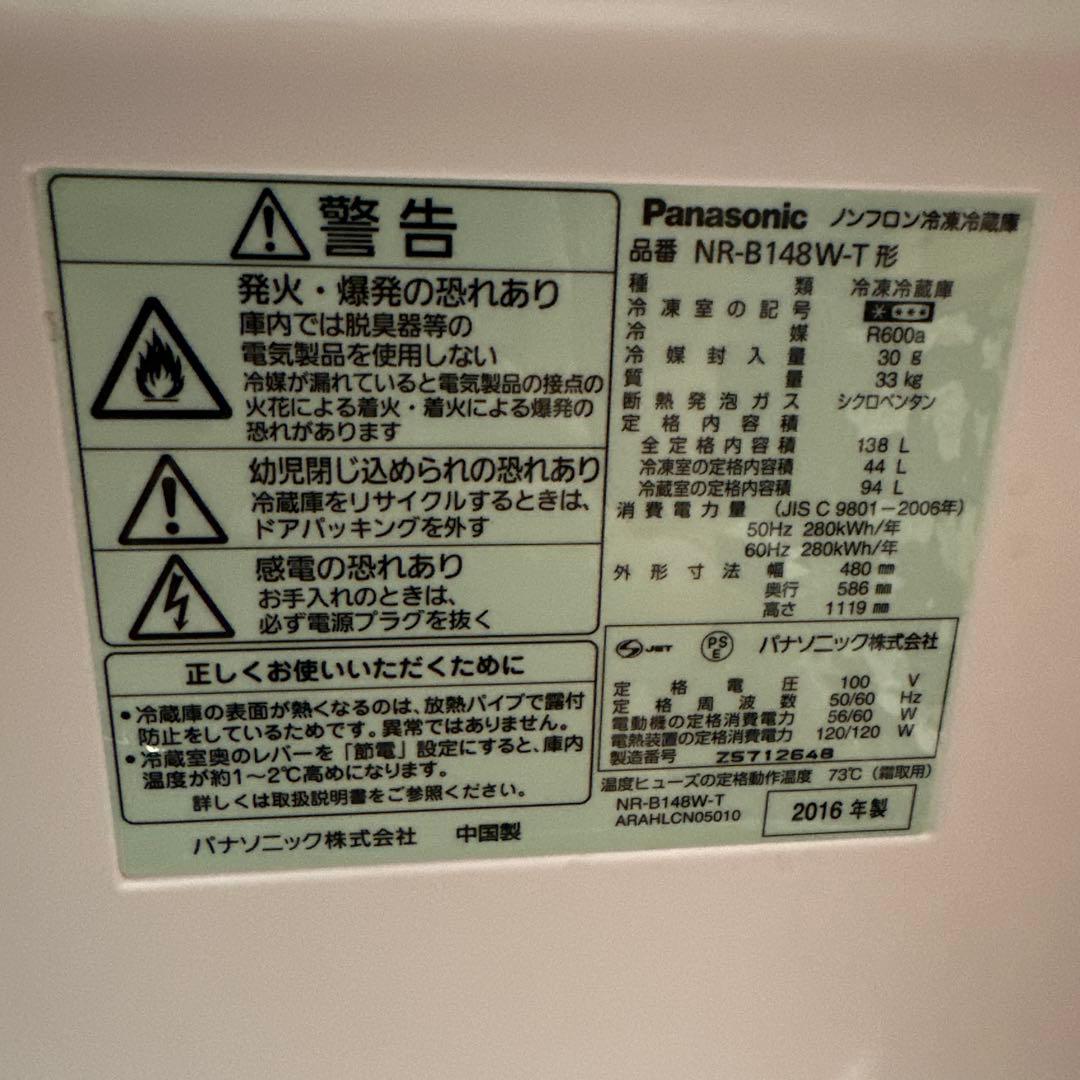 警告
発火・爆発の恐れあり
庫内では脱臭器等の
電気製品を使用しない
冷媒が漏れていると電気製品の接点の
火花による着火・着火による爆発の
恐れがあります
幼児閉じ込められの恐れあり
冷蔵庫をリサイクルするときは、
ドアパッキングを外す
感電の恐れあり
お手入れのときは、
必ず電源プラグを抜く
正しくお使いいただくために
・冷蔵庫の表面が熱くなるのは、放熱パイプで露付
防止をしているためです。異常ではありません。
・冷蔵室奥のレバーを「節電」設定にすると、庫内
温度が約1～2℃高めになります。
詳しくは取扱説明書をご参照ください。
パナソニック株式会社 中国製
Panasonic ノンフロン冷凍冷蔵庫
品番 NR-B148W-T 形
種類 冷凍冷蔵庫
冷凍室の記号 * ***
冷媒 R600a
冷媒封入量 30 g
質量 33 kg
断熱発泡ガス シクロペンタン
定格内容積
全定格内容積 138 L
冷凍室の定格内容積 44 L
冷蔵室の定格内容積 94 L
消費電力量 (JIS C 9801-2006年)
50Hz 280kWh/年
60Hz 280kWh/年
外形寸法 幅 480 mm
奥行 586 mm
高さ 1119 mm
JET PSE パナソニック株式会社
定格電圧 100 V
定格周波数 50/60 Hz
電動機の定格消費電力 56/60 W
電熱装置の定格消費電力 120/120 W
製造番号 Z5712648
温度ヒューズの定格動作温度 73℃（霜取用）
NR-B148W-T
ARAHLCN05010
2016 年製